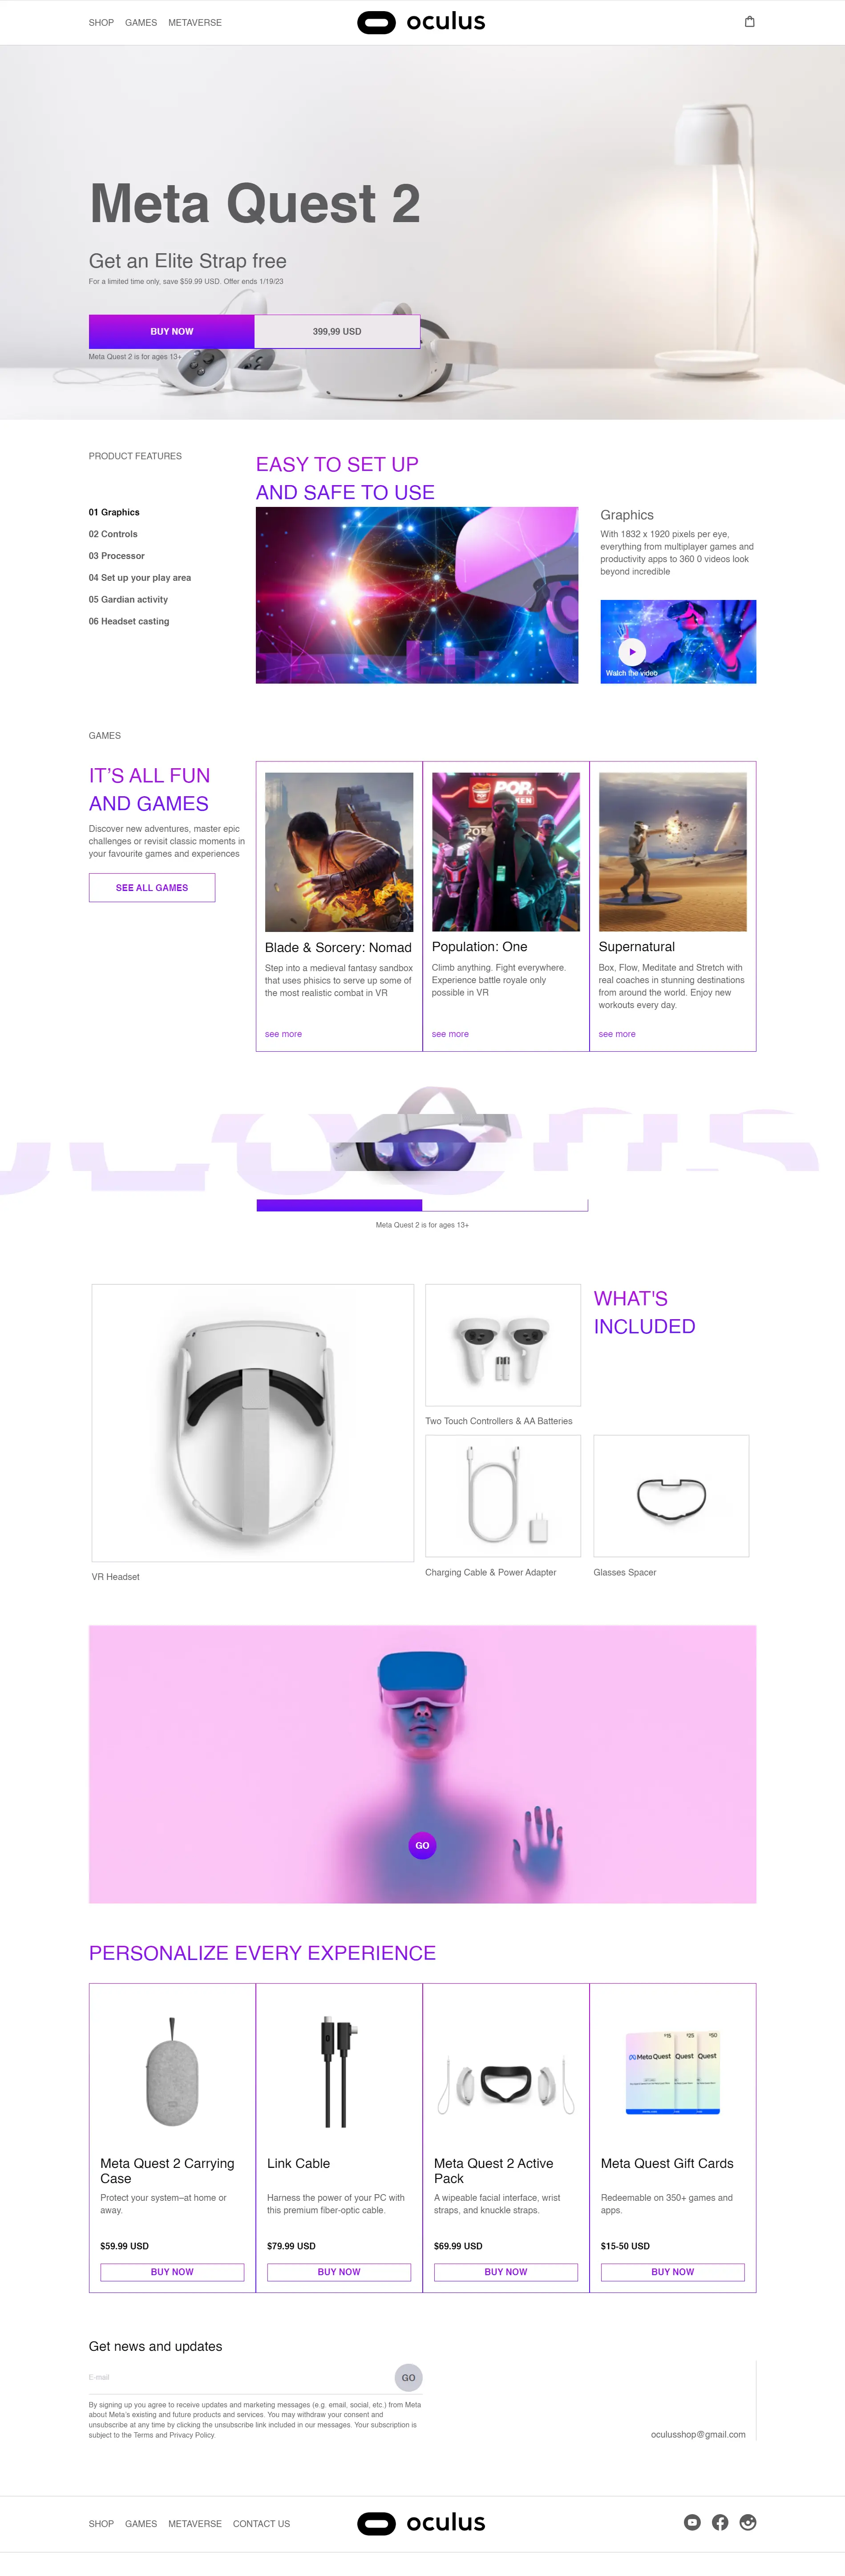 SHOP GAMES METAVERSE
oculus
Meta Quest 2
Get an Elite Strap free
For a limited time only, save $59.99 USD. Offer ends 1/19/23
BUY NOW
399,99 USD
Meta Quest 2 is for ages 13+
PRODUCT FEATURES
EASY TO SET UP
AND SAFE TO USE
01 Graphics
02 Controls
03 Processor
04 Set up your play area
05 Gardian activity
06 Headset casting
Graphics
With 1832 x 1920 pixels per eye,
everything from multiplayer games and
productivity apps to 360 0 videos look
beyond incredible
Watch the video
GAMES
IT'S ALL FUN
AND GAMES
Discover new adventures, master epic
challenges or revisit classic moments in
your favourite games and experiences
SEE ALL GAMES
POP.
Blade & Sorcery: Nomad
Step into a medieval fantasy sandbox
that uses phisics to serve up some of
the most realistic combat in VR
see more
Population: One
Climb anything. Fight everywhere.
Experience battle royale only
possible in VR
see more
Supernatural
Box, Flow, Meditate and Stretch with
real coaches in stunning destinations
from around the world. Enjoy new
workouts every day.
see more
Meta Quest 2 is for ages 13+
WHAT'S
INCLUDED
Two Touch Controllers & AA Batteries
VR Headset
Charging Cable & Power Adapter
Glasses Spacer
GO
PERSONALIZE EVERY EXPERIENCE
$15
$25
$50
Meta Quest
Quest
Quest
Meta Quest 2 Carrying
Case
Protect your system–at home or
away.
$59.99 USD
BUY NOW
Link Cable
Harness the power of your PC with
this premium fiber-optic cable.
$79.99 USD
BUY NOW
Meta Quest 2 Active
Pack
A wipeable facial interface, wrist
straps, and knuckle straps.
$69.99 USD
BUY NOW
Meta Quest Gift Cards
Redeemable on 350+ games and
apps.
$15-50 USD
BUY NOW
Get news and updates
E-mail
GO
By signing up you agree to receive updates and marketing messages (e.g. email, social, etc.) from Meta
about Meta's existing and future products and services. You may withdraw your consent and
unsubscribe at any time by clicking the unsubscribe link included in our messages. Your subscription is
subject to the Terms and Privacy Policy
oculusshop@gmail.com
SHOP GAMES METAVERSE CONTACT US
oculus